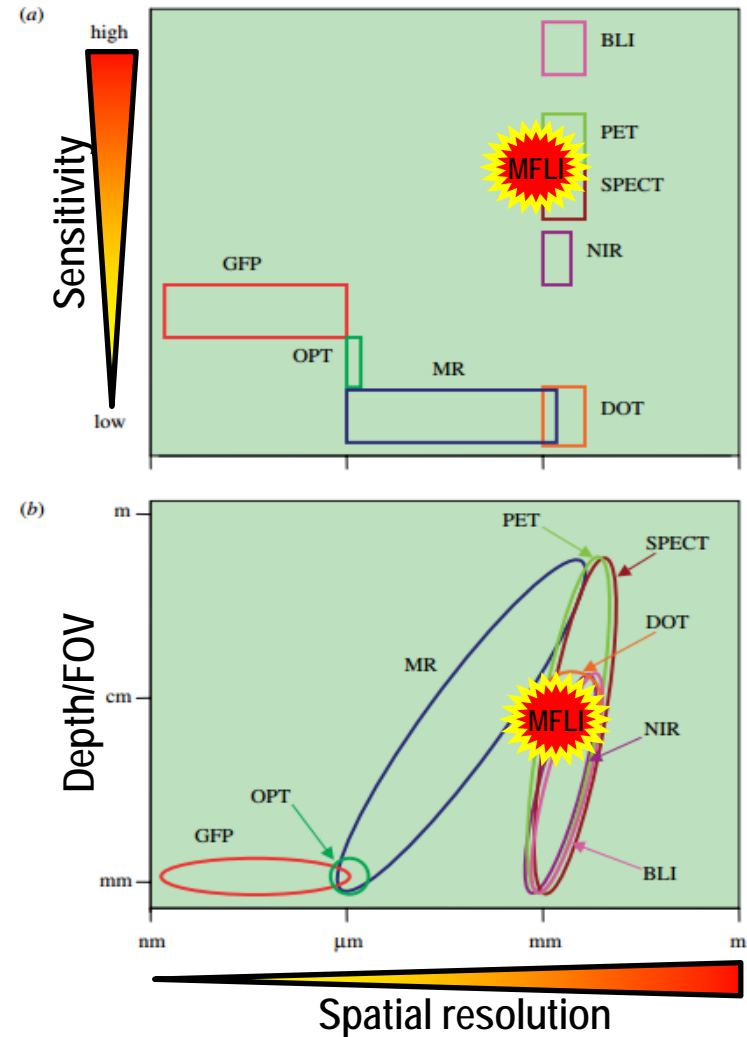 (a)
high
BLI
PET
MFLI
SPECT
Sensitivity
NIR
GFP
OPT
MR
low
DOT
(b)
m
PET
SPECT
DOT
MR
Depth/FOV
cm
MFLI
NIR
OPT
GFP
mm
BLI
nm
μm
mm
m
Spatial resolution